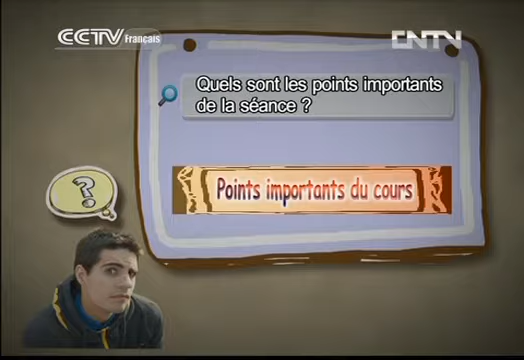 CCTV Français
CNTV
Quels sont les points importants
de la séance ?
Points importants du cours
?